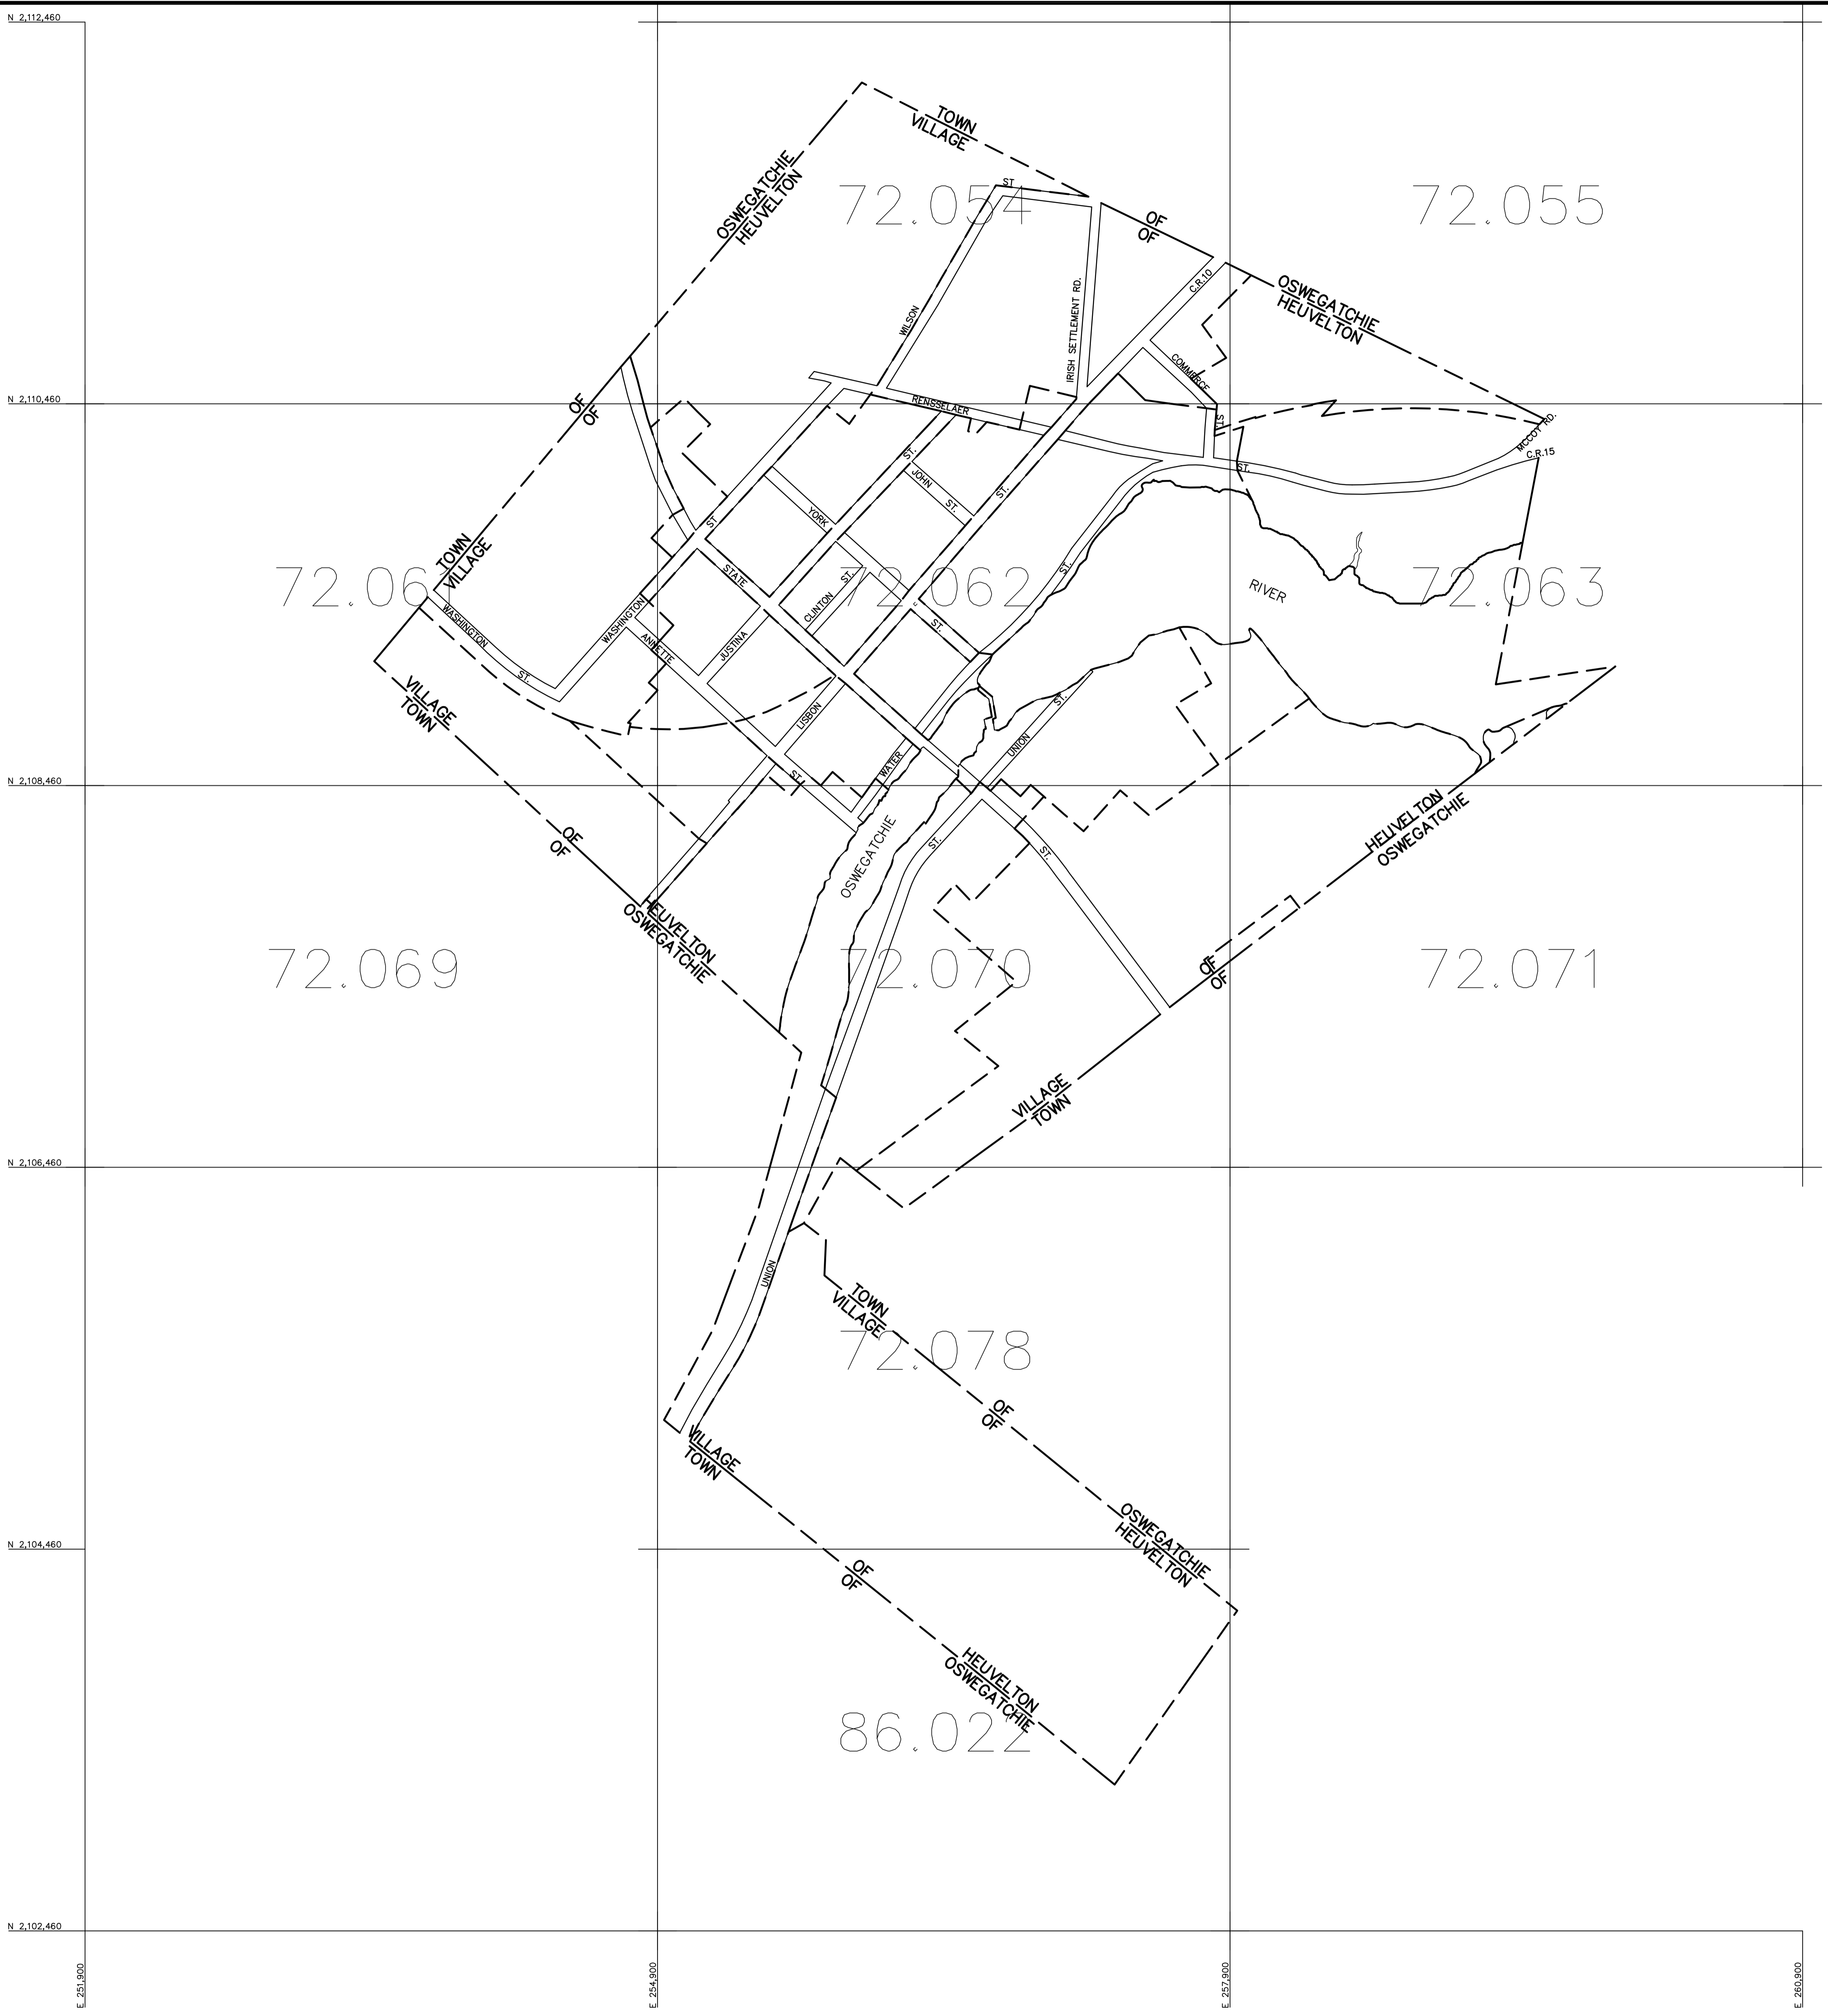 N 2,112,460
TOWN
VILLAGE
OSWEGATCHIE
HEUVELTON
ST
72.054
72.055
OF
OF
C.R.10
OSWEGATCHIE
HEUVELTON
WILSON
IRISH SETTLEMENT RD.
COMMERCE
ST.
N 2,110,460
OF
OF
RENSSELAER
MCCOY RD.
C.R.15
ST.
ST.
JOHN
ST.
ST.
YORK
ST
TOWN
VILLAGE
STATE
ST.
72.061
72.062
72.063
RIVER
CLINTON
ST.
WASHINGTON
ST.
WASHINGTON
ANNETTE
JUSTINA
ST.
VILLAGE
TOWN
LISBON
UNION
ST.
WATER
ST.
N 2,108,460
OF
OF
OSWEGATCHIE
ST.
ST.
HEUVELTON
OSWEGATCHIE
HEUVELTON
OSWEGATCHIE
72.069
72.070
72.071
OF
OF
VILLAGE
TOWN
N 2,106,460
UNION
TOWN
VILLAGE
72.078
OF
OF
VILLAGE
TOWN
OSWEGATCHIE
HEUVELTON
N 2,104,460
OF
OF
HEUVELTON
OSWEGATCHIE
86.022
N 2,102,460
E 251,900
E 254,900
E 257,900
E 260,900